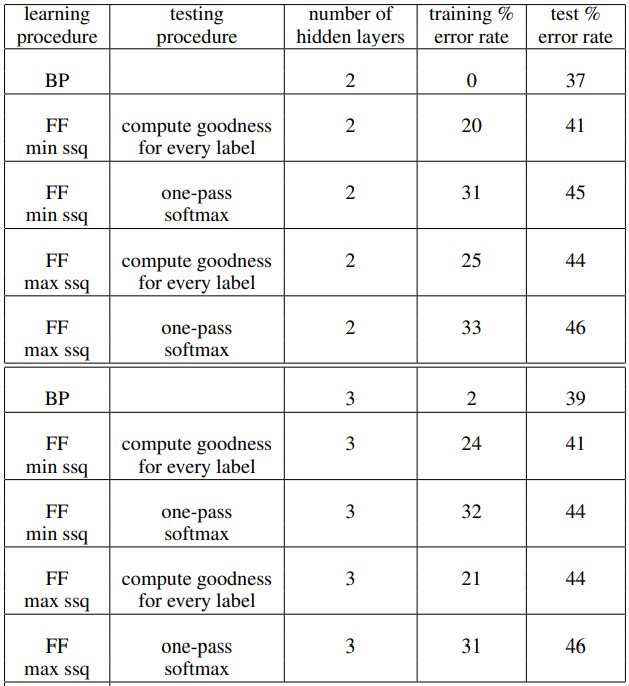 learning testing number of training % test %
procedure procedure hidden layers error rate error rate
BP 2 0 37
FF compute goodness 2 20 41
min ssq for every label
FF one-pass 2 31 45
min ssq softmax
FF compute goodness 2 25 44
max ssq for every label
FF one-pass 2 33 46
max ssq softmax
BP 3 2 39
FF compute goodness 3 24 41
min ssq for every label
FF one-pass 3 32 44
min ssq softmax
FF compute goodness 3 21 44
max ssq for every label
FF one-pass 3 31 46
max ssq softmax